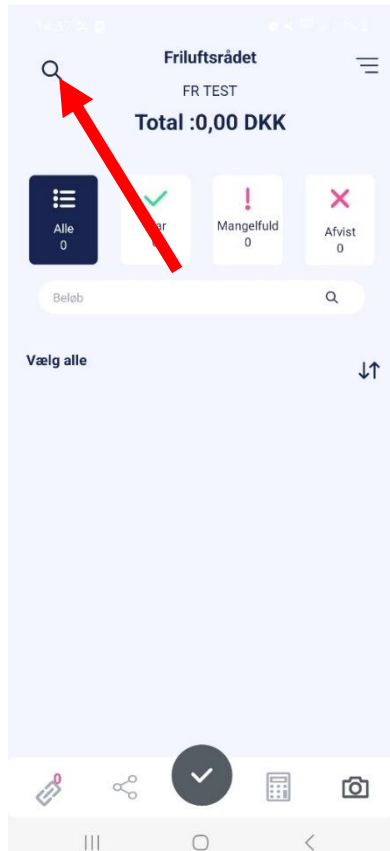 Friluftsrådet
FR TEST
Total :0,00 DKK
Alle
0
Mangelfuld
0
Afvist
0
Beløb
Vælg alle
0